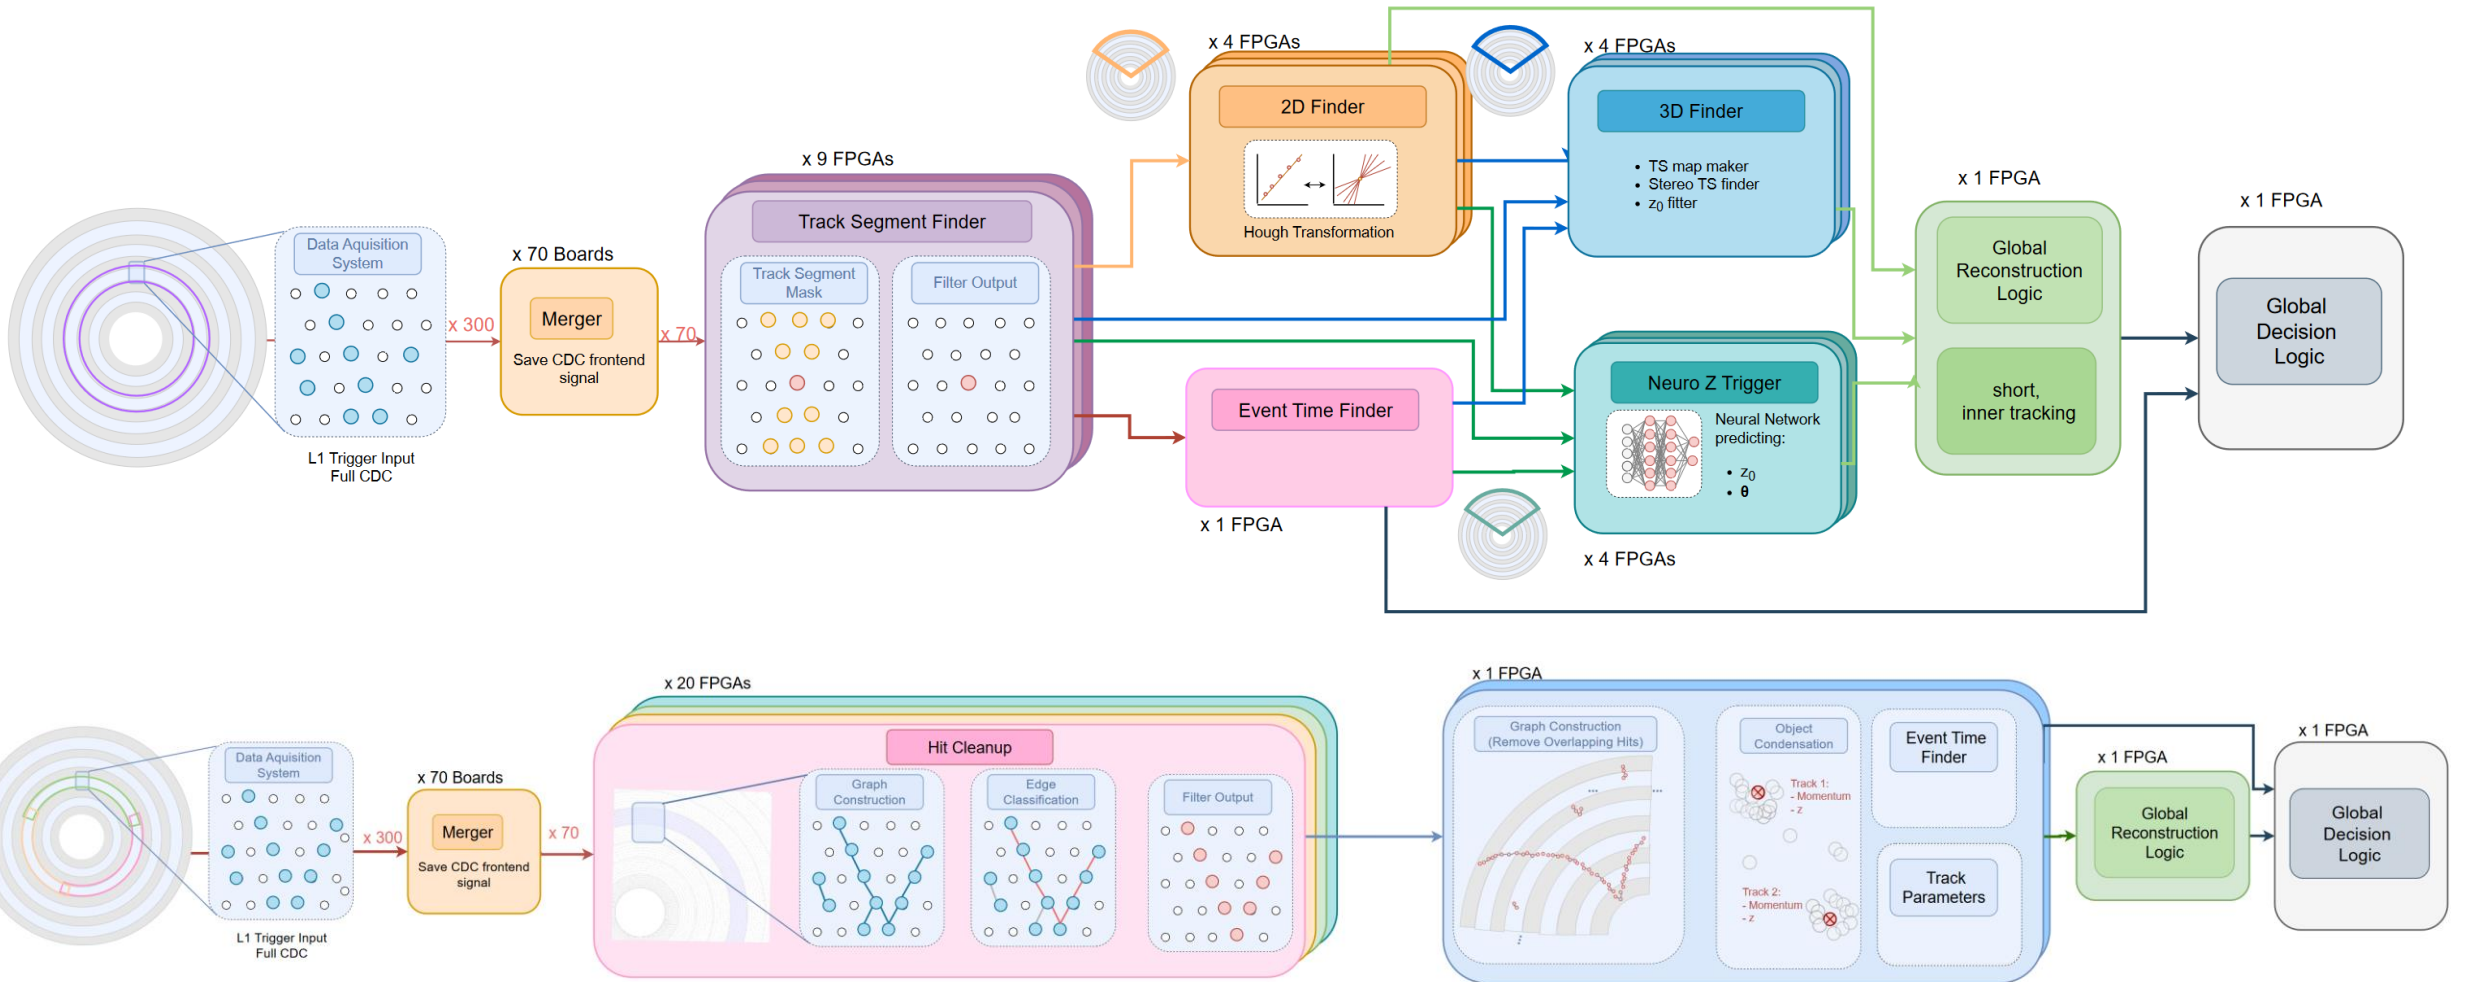 Data Aquisition
System
L1 Trigger Input
Full CDC
x 300
x 70 Boards
Merger
Save CDC frontend
signal
x 70
x 9 FPGAs
Track Segment Finder
Track Segment
Mask
Filter Output
x 4 FPGAs
2D Finder
Hough Transformation
x 4 FPGAs
3D Finder
• TS map maker
• Stereo TS finder
• z0 fitter
Event Time Finder
x 1 FPGA
Neuro Z Trigger
Neural Network
predicting:
• z0
• θ
x 4 FPGAs
x 1 FPGA
Global
Reconstruction
Logic
short,
inner tracking
x 1 FPGA
Global
Decision
Logic
Data Aquisition
System
L1 Trigger Input
Full CDC
x 300
x 70 Boards
Merger
Save CDC frontend
signal
x 70
x 20 FPGAs
Hit Cleanup
Graph
Construction
Edge
Classification
Filter Output
x 1 FPGA
Graph Construction
(Remove Overlapping Hits)
...
...
...
Object
Condensation
Track 1:
- Momentum
- z
Track 2:
- Momentum
- z
Event Time
Finder
Track
Parameters
x 1 FPGA
Global
Reconstruction
Logic
x 1 FPGA
Global
Decision
Logic